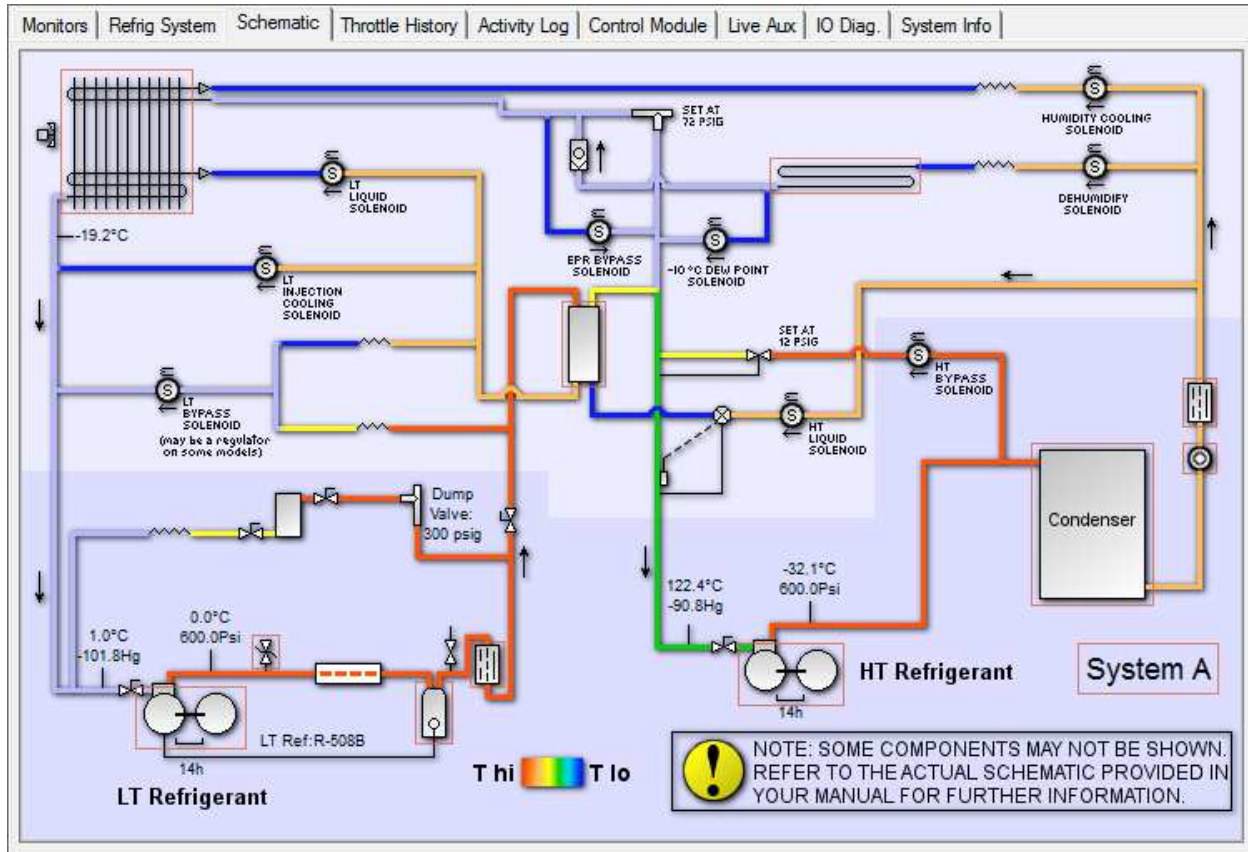 Monitors
Refrig System
Schematic
Throttle History
Activity Log
Control Module
Live Aux
IO Diag.
System Info
S
HUMIDITY COOLING
SOLENOID
SET AT
72 PSIG
S
LT
LIQUID
SOLENOID
S
DEHUMIDIFY
SOLENOID
-19.2°C
S
EPR BYPASS
SOLENOID
S
-10 °C DEW POINT
SOLENOID
S
LT
INJECTION
COOLING
SOLENOID
SET AT
12 PSIG
S
HT
BYPASS
SOLENOID
S
LT
BYPASS
SOLENOID
(may be a regulator
on some models)
S
HT
LIQUID
SOLENOID
Dump
Valve:
300 psig
Condenser
122.4°C
-90.8Hg
-32.1°C
600.0Psi
1.0°C
-101.8Hg
0.0°C
600.0Psi
HT Refrigerant
System A
14h
LT Ref:R-508B
14h
LT Refrigerant
T hi
T lo
!
NOTE: SOME COMPONENTS MAY NOT BE SHOWN.
REFER TO THE ACTUAL SCHEMATIC PROVIDED IN
YOUR MANUAL FOR FURTHER INFORMATION.